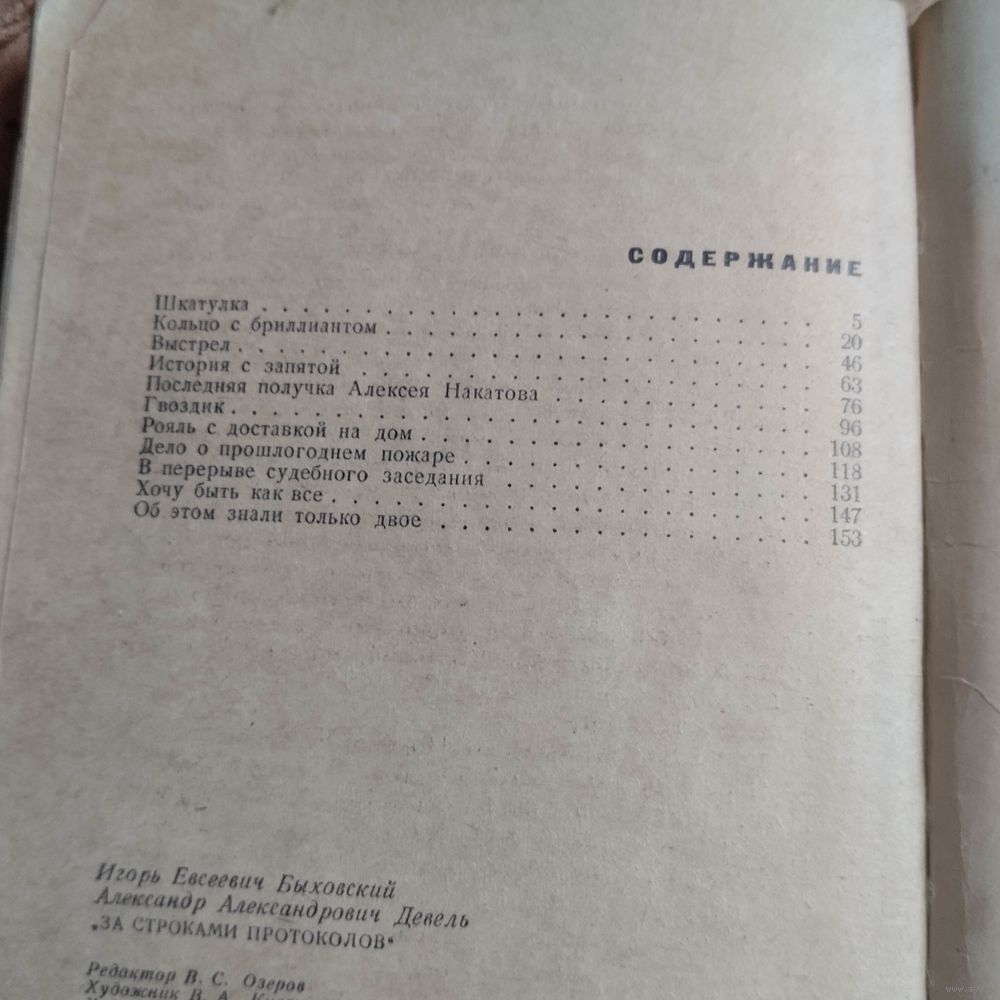 СОДЕРЖАНИЕ
Шкатулка . . . . . . . . . . . . . . . . . . . . . . . . . . 5
Кольцо с бриллиантом . . . . . . . . . . . . . . . . . . . . 20
Выстрел . . . . . . . . . . . . . . . . . . . . . . . . . . . 46
История с запятой . . . . . . . . . . . . . . . . . . . . . . 63
Последняя получка Алексея Накатова . . . . . . . . . . . . . 76
Гвоздик . . . . . . . . . . . . . . . . . . . . . . . . . . . 96
Рояль с доставкой на дом . . . . . . . . . . . . . . . . . . . 108
Дело о прошлогоднем пожаре . . . . . . . . . . . . . . . . . 118
В перерыве судебного заседания . . . . . . . . . . . . . . . 131
Хочу быть как все . . . . . . . . . . . . . . . . . . . . . . 147
Об этом знали только двое . . . . . . . . . . . . . . . . . . 153
Игорь Евсеевич Быховский
Александр Александрович Девель
„ЗА СТРОКАМИ ПРОТОКОЛОВ“
Редактор В. С. Озеров
Художник В. А.